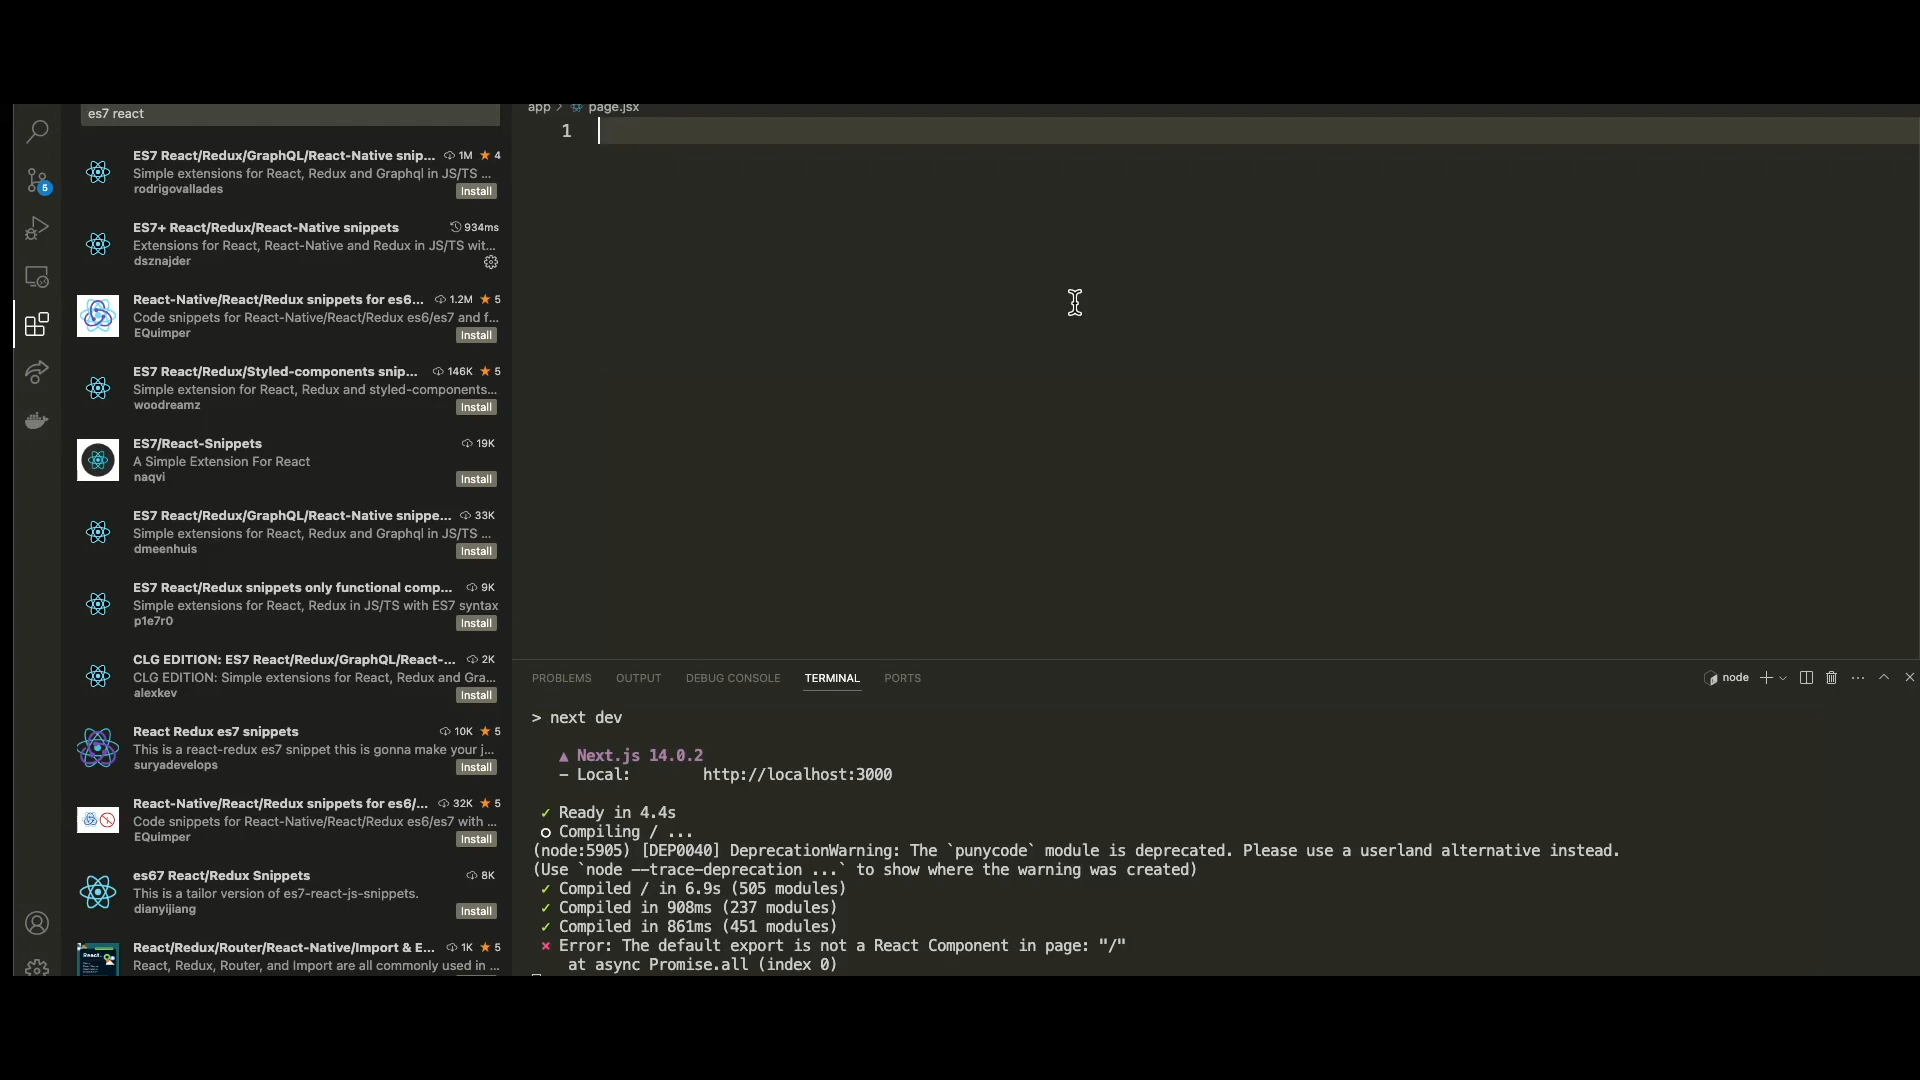 es7 react
ES7 React/Redux/GraphQL/React-Native snip... 1M ★ 4
Simple extensions for React, Redux and Graphql in JS/TS ...
rodrigovallades
Install
ES7+ React/Redux/React-Native snippets 934ms
Extensions for React, React-Native and Redux in JS/TS wit...
dsznajder
React-Native/React/Redux snippets for es6... 1.2M ★ 5
Code snippets for React-Native/React/Redux es6/es7 and f...
EQuimper
Install
ES7 React/Redux/Styled-components snip... 146K ★ 5
Simple extension for React, Redux and styled-components...
woodreamz
Install
ES7/React-Snippets 19K
A Simple Extension For React
naqvi
Install
ES7 React/Redux/GraphQL/React-Native snippe... 33K
Simple extensions for React, Redux and Graphql in JS/TS ...
dmeenhuis
Install
ES7 React/Redux snippets only functional comp... 9K
Simple extensions for React, Redux in JS/TS with ES7 syntax
p1e7r0
Install
CLG EDITION: ES7 React/Redux/GraphQL/React-... 2K
CLG EDITION: Simple extensions for React, Redux and Gra...
alexkev
Install
React Redux es7 snippets 10K ★ 5
This is a react-redux es7 snippet this is gonna make your j...
suryadevelops
Install
React-Native/React/Redux snippets for es6/... 32K ★ 5
Code snippets for React-Native/React/Redux es6/es7 with ...
EQuimper
Install
es67 React/Redux Snippets 8K
This is a tailor version of es7-react-js-snippets.
dianyijiang
Install
React/Redux/Router/React-Native/Import & E... 1K ★ 5
React, Redux, Router, and Import are all commonly used in ...
5
app > page.jsx
1
PROBLEMS OUTPUT DEBUG CONSOLE TERMINAL PORTS
node
> next dev
▲ Next.js 14.0.2
- Local: http://localhost:3000
✓ Ready in 4.4s
○ Compiling / ...
(node:5905) [DEP0040] DeprecationWarning: The `punycode` module is deprecated. Please use a userland alternative instead.
(Use `node --trace-deprecation ...` to show where the warning was created)
✓ Compiled / in 6.9s (505 modules)
✓ Compiled in 908ms (237 modules)
✓ Compiled in 861ms (451 modules)
⨯ Error: The default export is not a React Component in page: "/"
at async Promise.all (index 0)